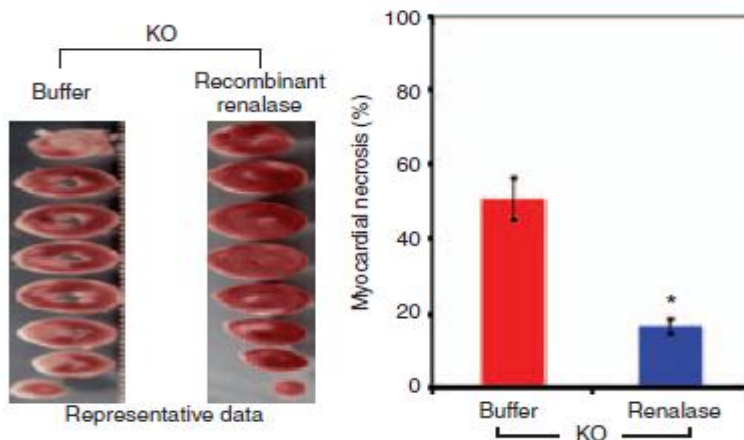 KO
Buffer
Recombinant
renalase
Representative data
Myocardial necrosis (%)
100
80
60
40
20
0
*
Buffer
Renalase
KO